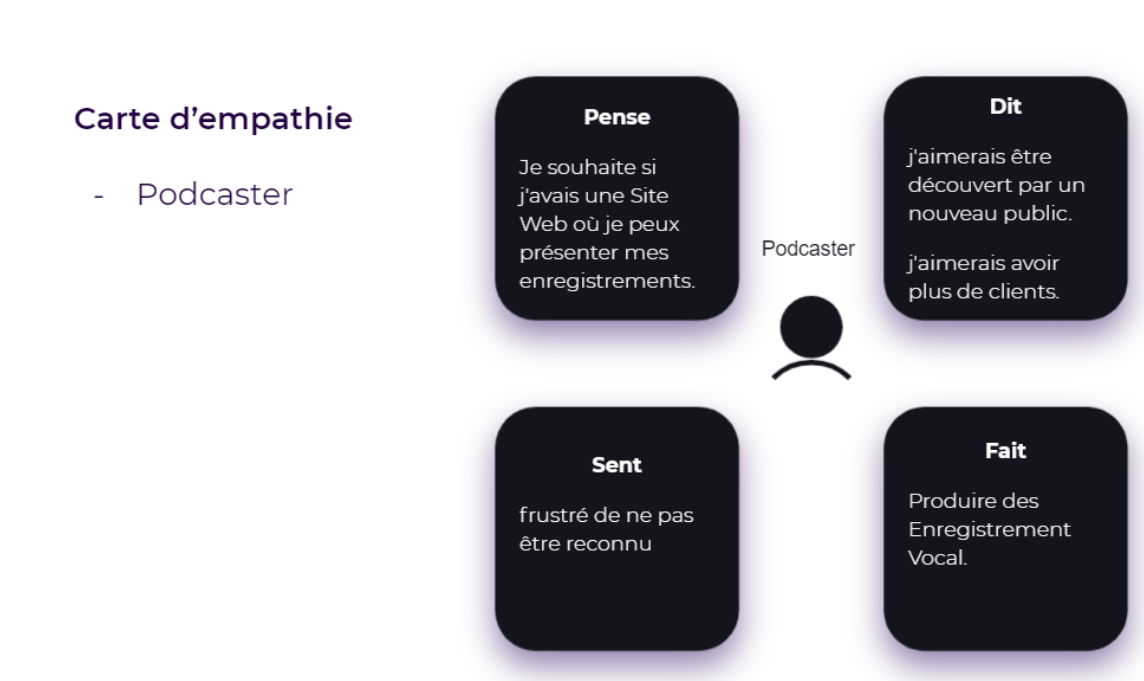 Carte d'empathie
- Podcaster
Pense
Je souhaite si
j'avais une Site
Web où je peux
présenter mes
enregistrements.
Dit
j'aimerais être
découvert par un
nouveau public.
j'aimerais avoir
plus de clients.
Podcaster
Sent
frustré de ne pas
être reconnu
Fait
Produire des
Enregistrement
Vocal.